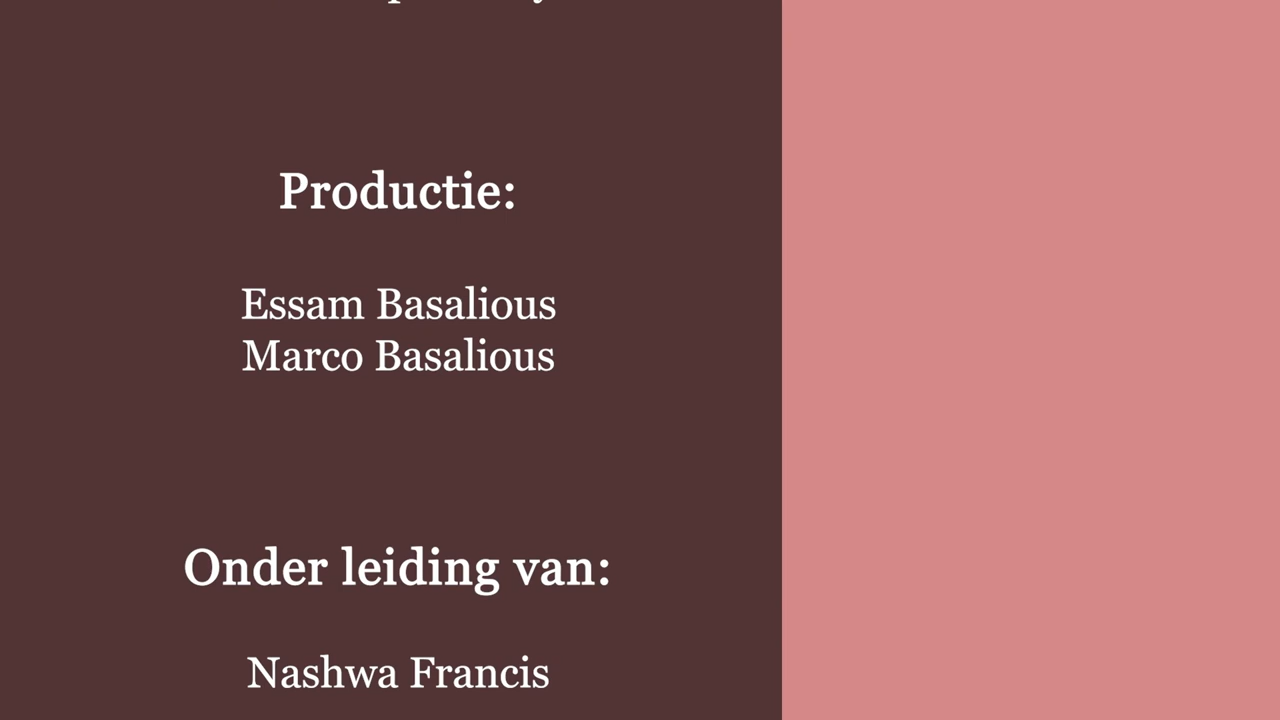 Productie:
Essam Basalious
Marco Basalious
Onder leiding van:
Nashwa Francis